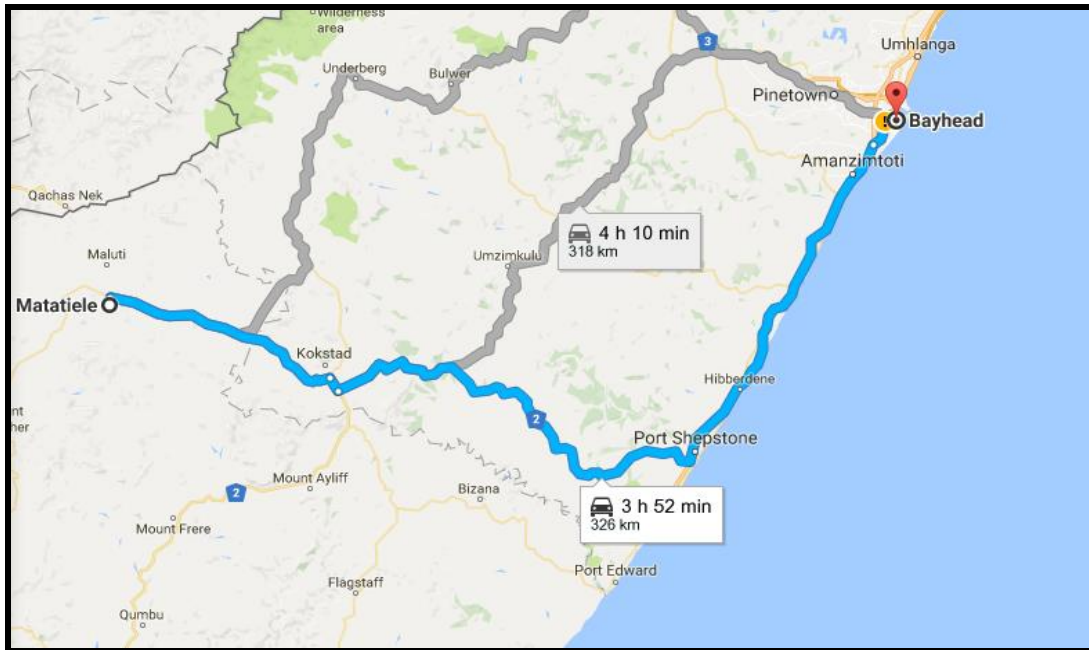 Wilderness
area
3
Umhlanga
Underberg
Bulwer
Pinetown
Bayhead
Amanzimtoti
Qachas Nek
4 h 10 min
318 km
Maluti
Umzimkulu
Matatiele
Kokstad
Hibberdene
2
Port Shepstone
Mount Ayliff
Bizana
2
3 h 52 min
326 km
Mount Frere
Port Edward
Flagstaff
Qumbu